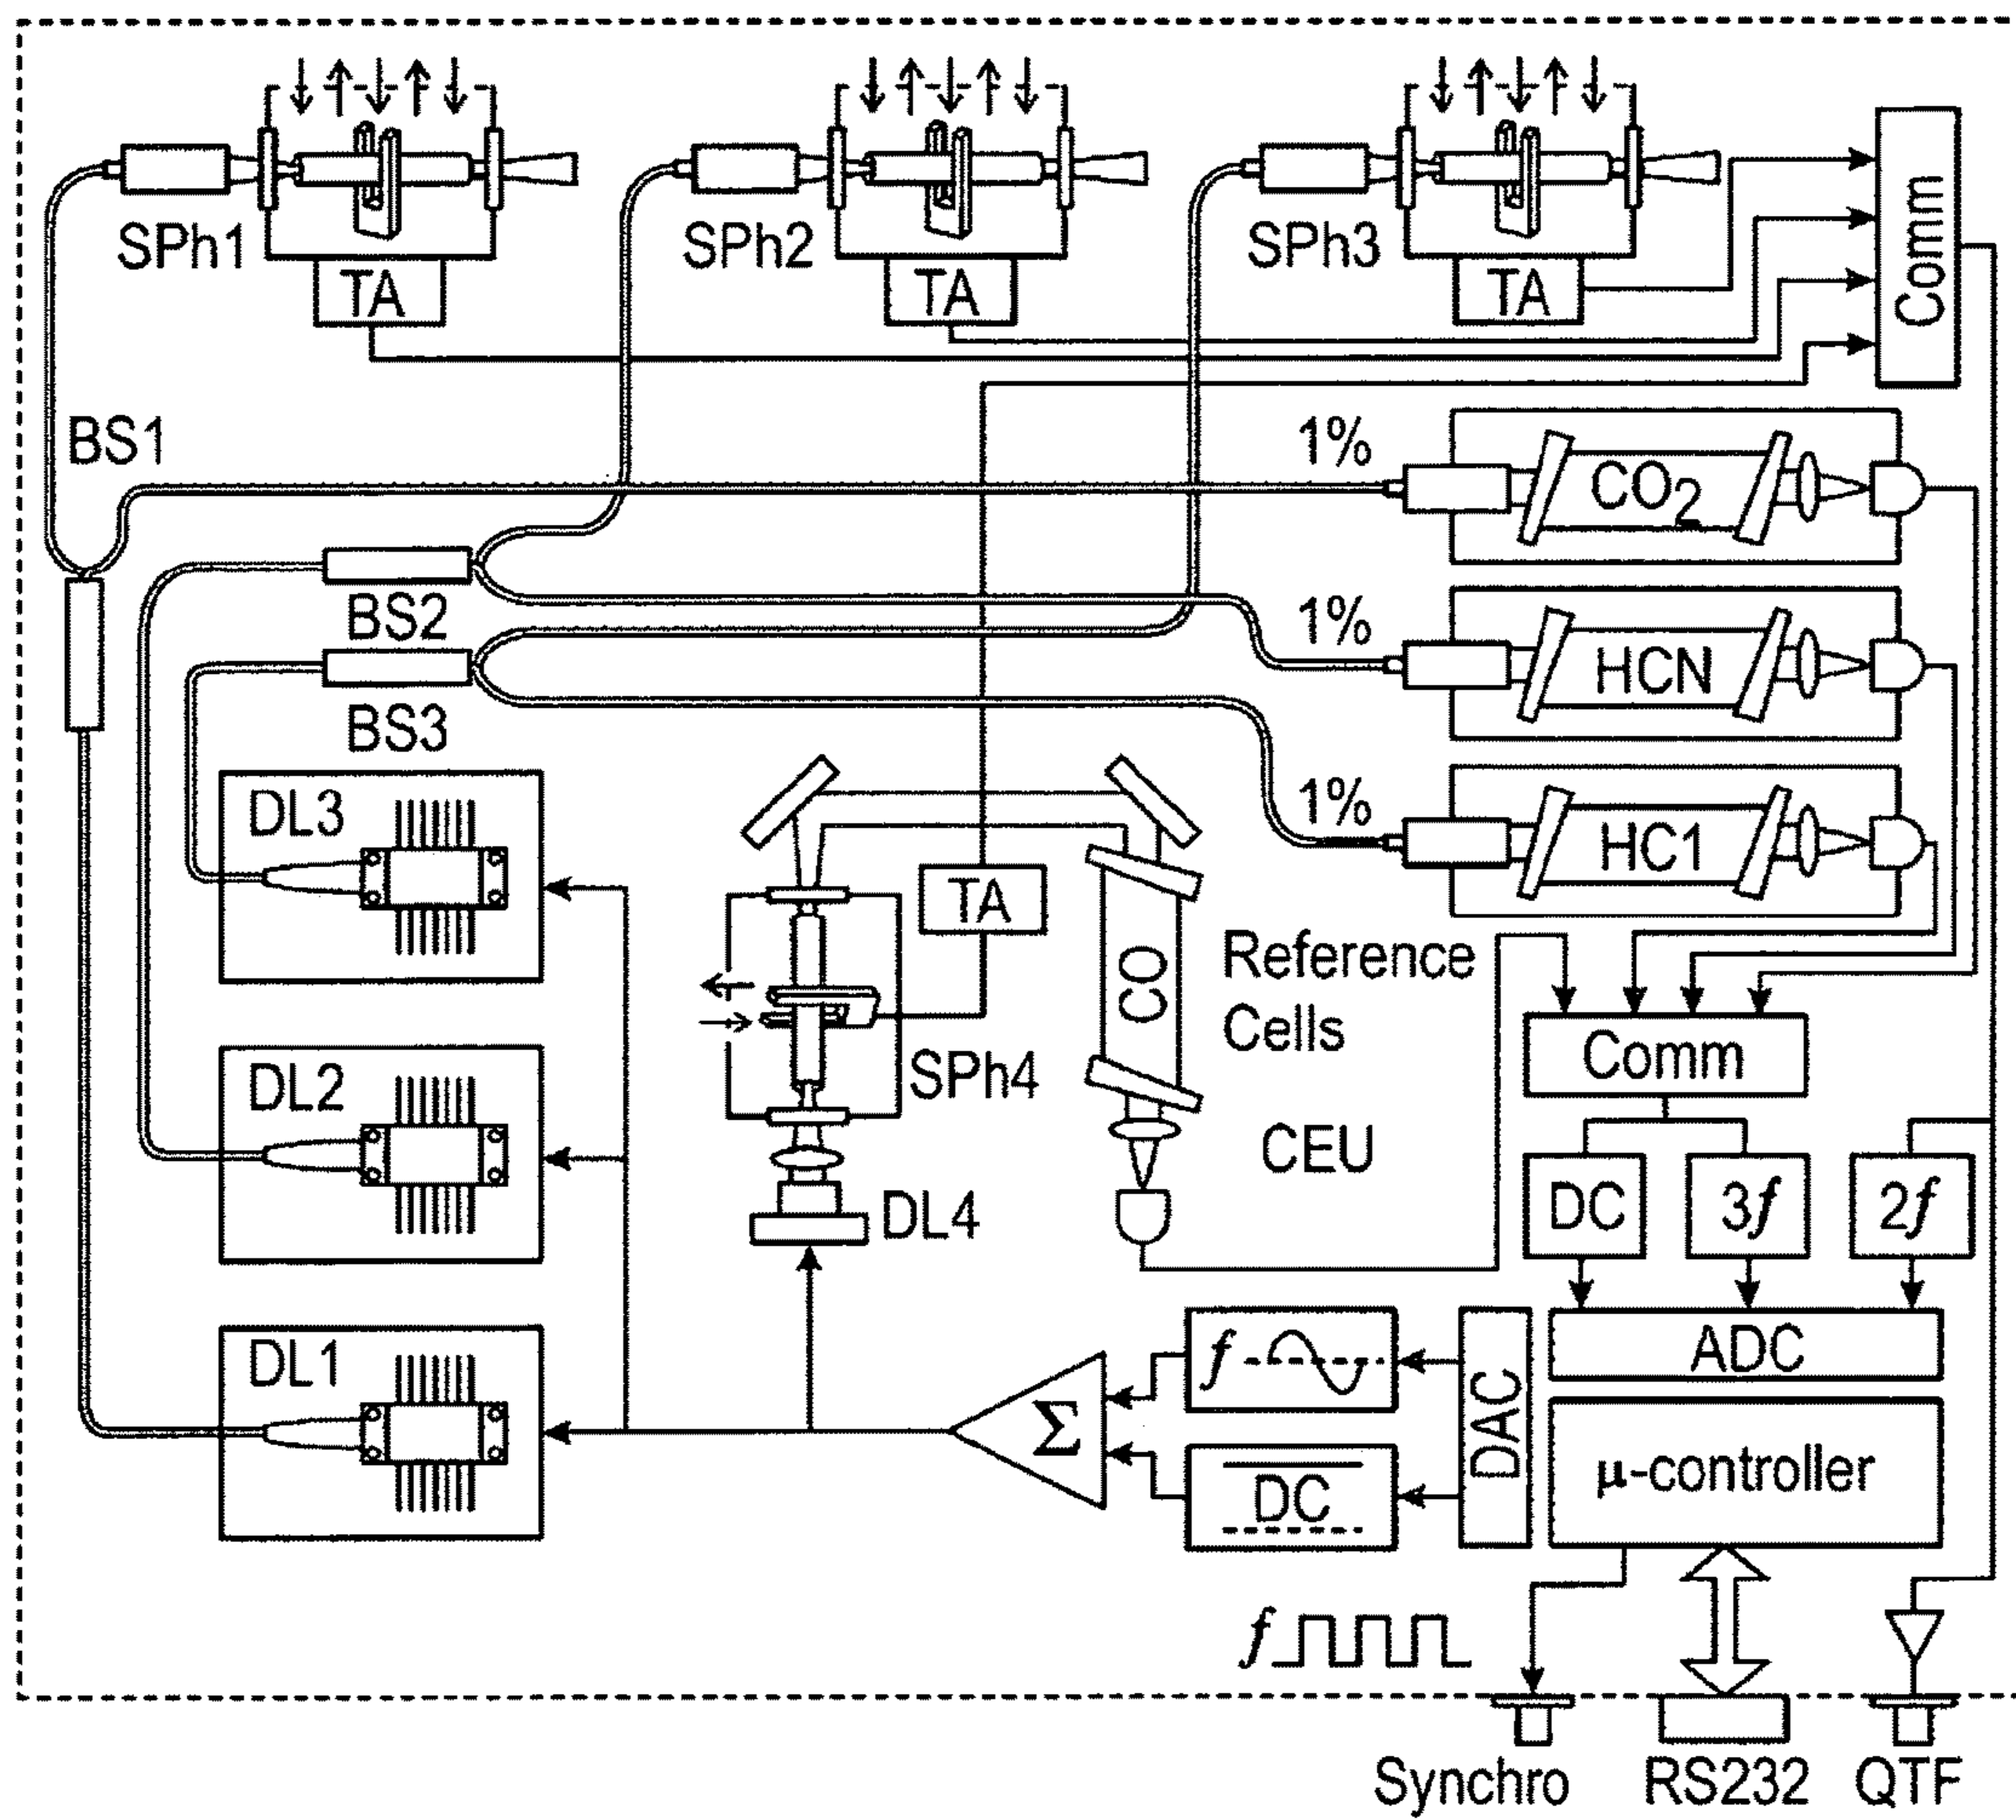 SPh1
TA
SPh2
TA
SPh3
TA
Comm
BS1
1%
CO2
BS2
1%
HCN
BS3
1%
HC1
DL3
TA
CO
Reference
Cells
DL2
SPh4
Comm
CEU
DL4
DC
3f
2f
DL1
f
DAC
ADC
Σ
DC
μ-controller
f
Synchro
RS232
QTF